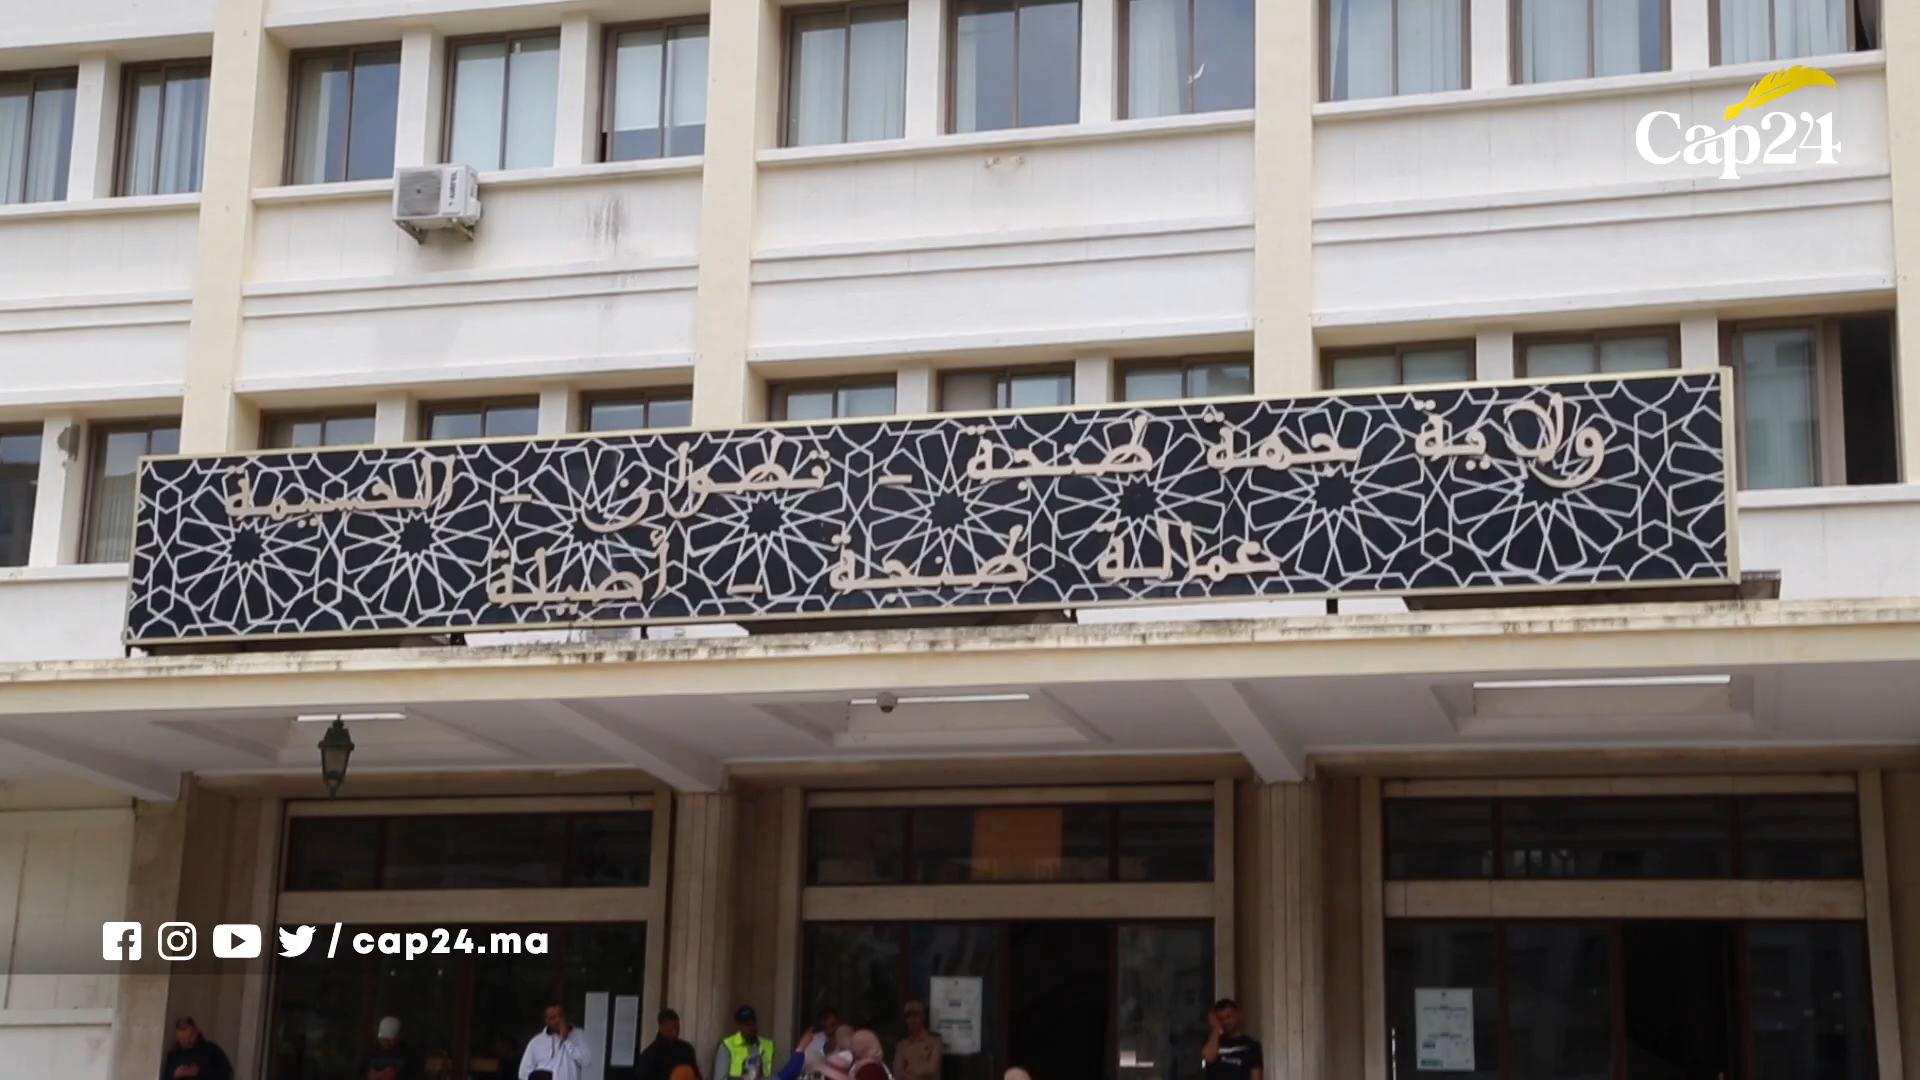 Cap24
ولاية جهة طنجة - تطوان - الحسيمة
عمالة طنجة - أصيلة
/ cap24.ma